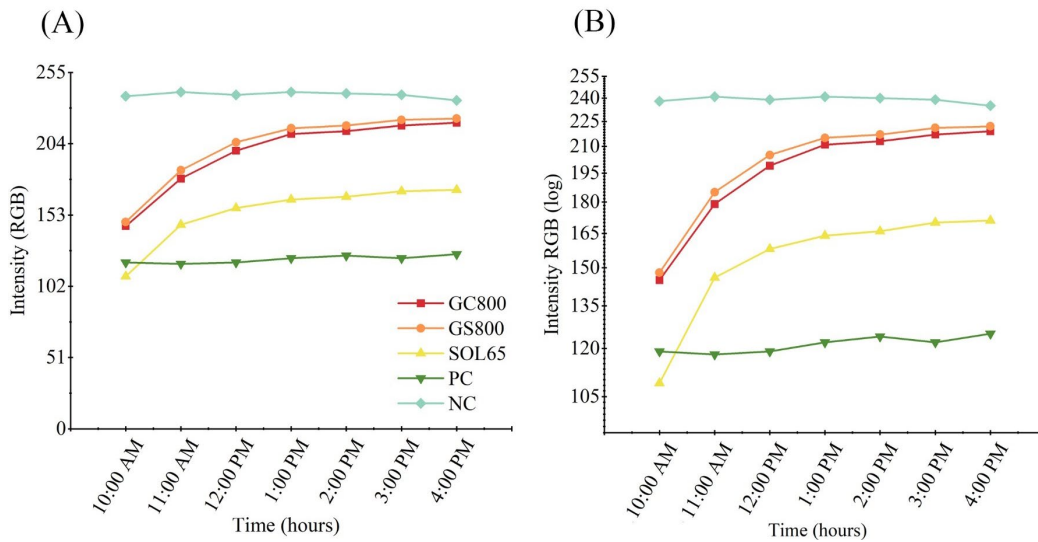 (A)
255
204
153
102
51
0
Intensity (RGB)
GC800
GS800
SOL65
PC
NC
10:00 AM
11:00 AM
12:00 PM
1:00 PM
2:00 PM
3:00 PM
4:00 PM
Time (hours)
(B)
255
240
225
210
195
180
165
150
135
120
105
Intensity RGB (log)
10:00 AM
11:00 AM
12:00 PM
1:00 PM
2:00 PM
3:00 PM
4:00 PM
Time (hours)